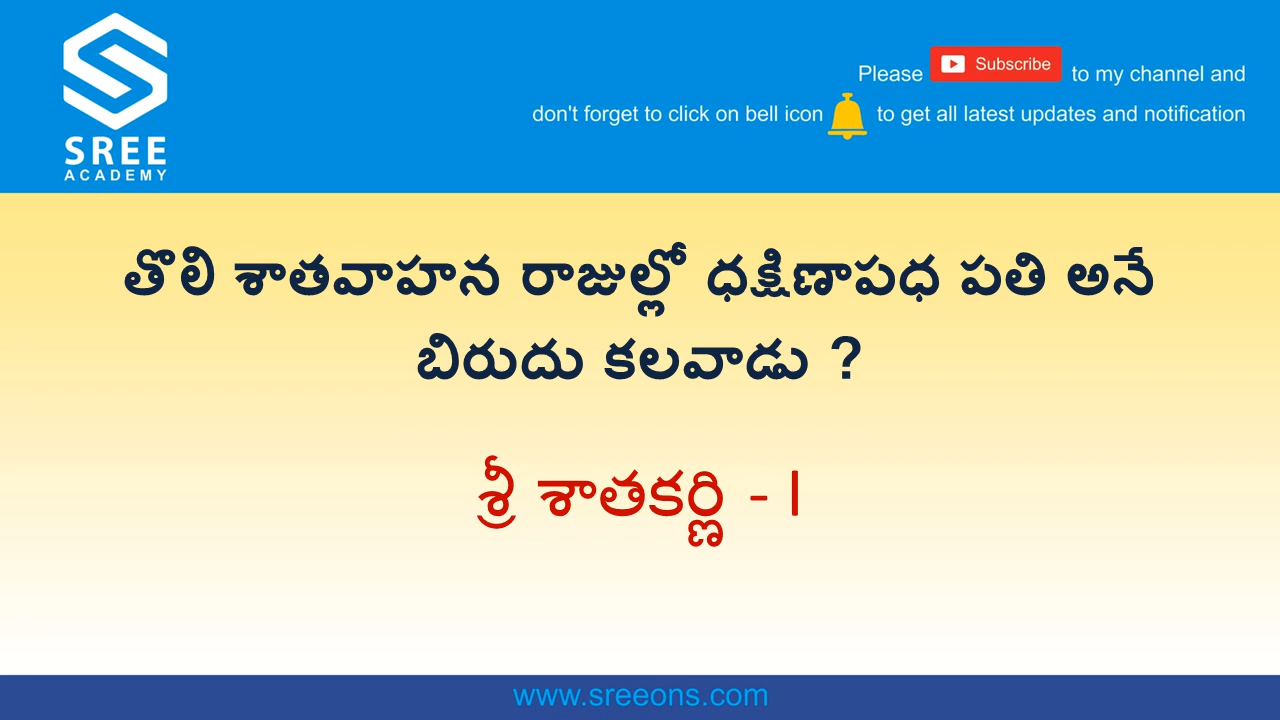 SREE
ACADEMY
Please Subscribe to my channel and
don't forget to click on bell icon to get all latest updates and notification
తొలి శాతవాహన రాజుల్లో ధక్షిణాపధ పతి అనే
బిరుదు కలవాడు ?
శ్రీ శాతకర్ణి - I
www.sreeons.com